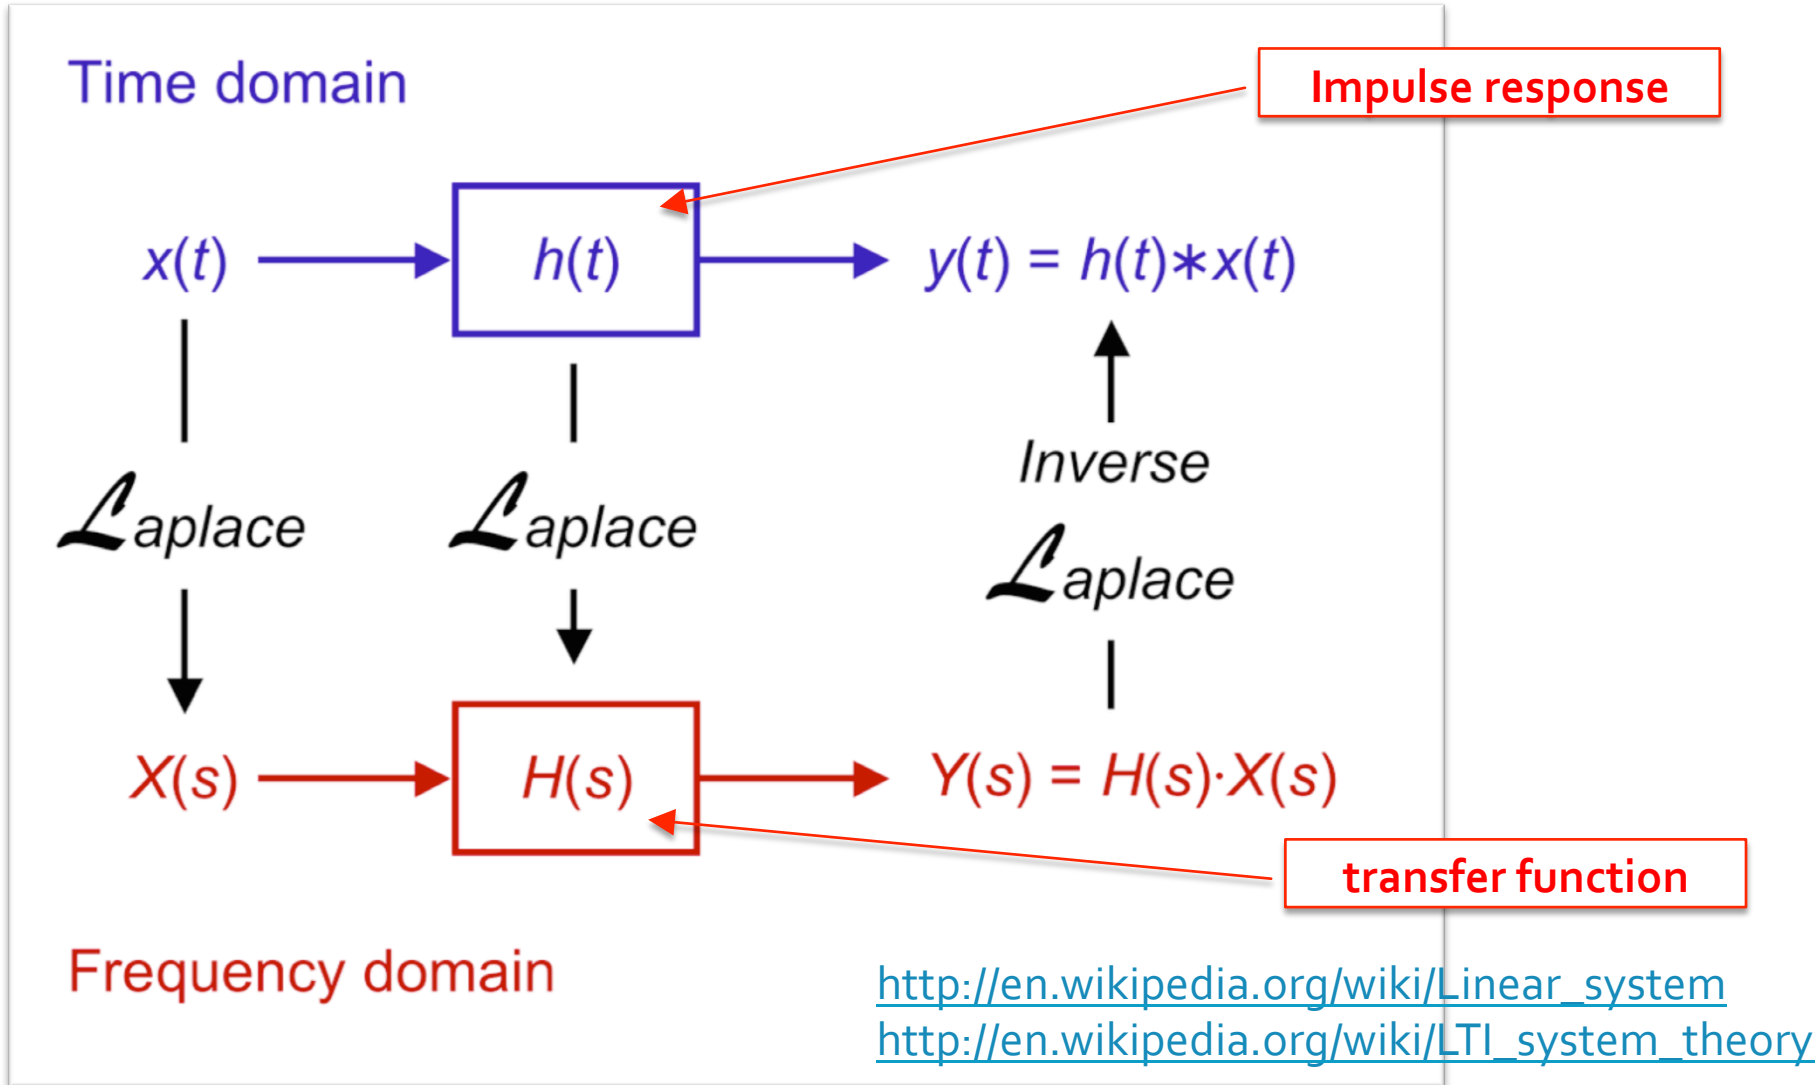 Time domain
Impulse response
x(t)
h(t)
y(t) = h(t)∗x(t)
Laplace
Laplace
Inverse
Laplace
X(s)
H(s)
Y(s) = H(s)·X(s)
transfer function
Frequency domain
http://en.wikipedia.org/wiki/Linear_system
http://en.wikipedia.org/wiki/LTI_system_theory